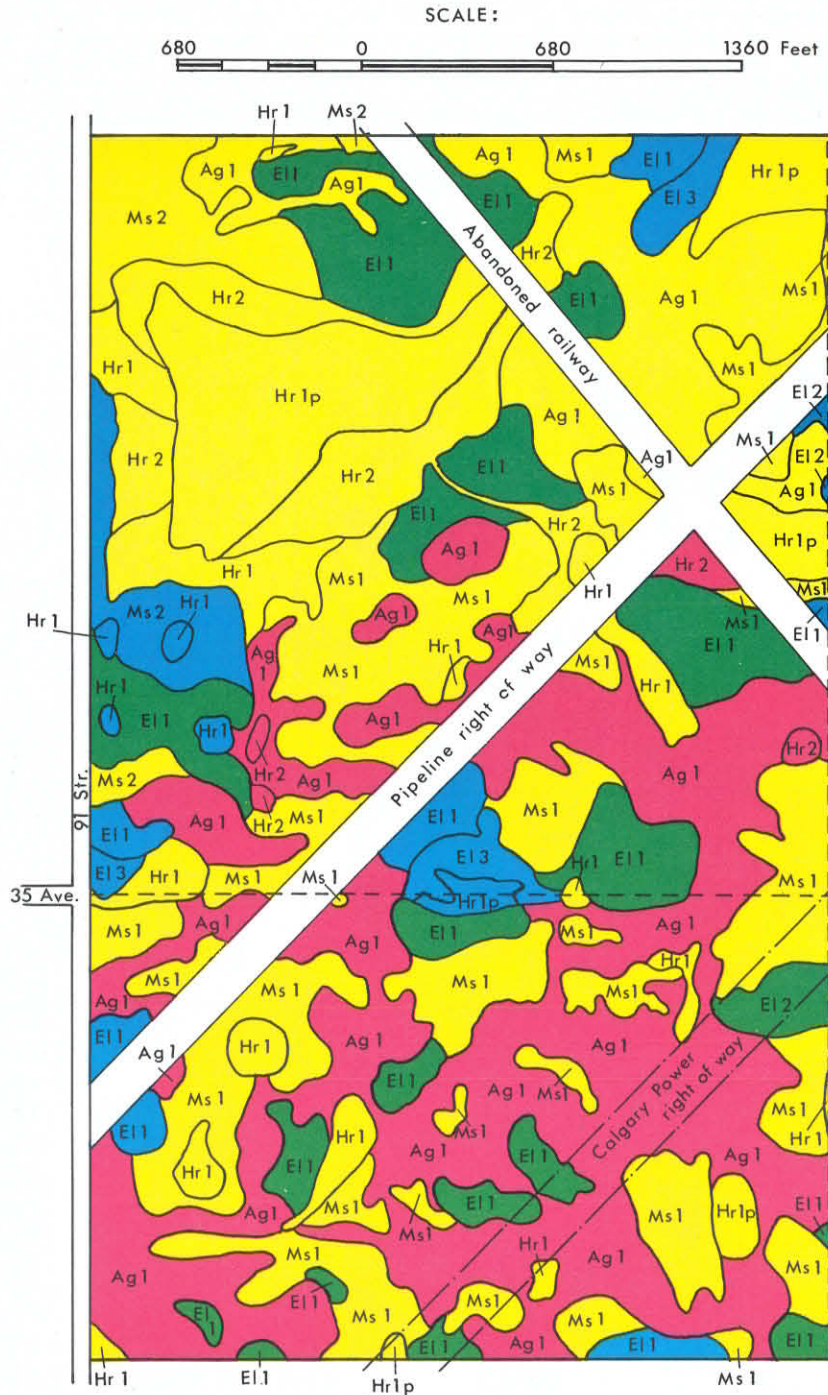 SCALE:
680 0 680 1360 Feet
Hr 1 Ms 2
Ag 1 El 1 Ag 1 Ag 1 Ms 1 El 1 Hr 1p
El 3
Ms 2 El 1
Abandoned railway
El 1 Hr 2
Hr 2 El 1 Ag 1 Ms 1
Hr 1 Ms 1
Hr 1p El 2
Ag 1
Hr 2 Hr 2 El 1 Ms 1 Ag 1 Ms 1 El 2
Ag 1
El 1 Hr 2
Ag 1 Hr 1p
Hr 1 Ms 1 Hr 1 Hr 2
Ms 1
Ms 2 Hr 1 Ms 1 Ms 1
Hr 1 Ag 1 El 1
Ag 1 Ag 1 El 1
Ms 1 Hr 1 Ms 1 Hr 1
Hr 1
El 1 Ag 1
Hr 1 Hr 2
Pipeline right of way
Hr 2 Ag 1 Ag 1
Ms 2
91 Str.
Ms 1
El 1 Ag 1 Hr 2 Ms 1 El 1
El 3 El 1
El 3 Hr 1 Ms 1 Ms 1 Hr 1 Ms 1
35 Ave.
Hr 1p
Ms 1 Ag 1 Ag 1 El 1 Ms 1 Ag 1
Hr 1
Ms 1 Ms 1 Ms 1 Ms 1
Ag 1 El 2
El 1 Hr 1 Ag 1 Ag 1
Ag 1 El 1 Ms 1
Calgary Power
right of way
Ms 1 Ms 1
El 1 Ms 1 Hr 1
Hr 1 Ag 1 El 1 Ag 1
Hr 1 El 1
Ms 1 Ms 1 El 1 Ms 1 Hr 1p El 1
Ag 1
Ms 1 Hr 1 Ag 1
Ag 1 El 1
Ms 1 Ms 1 Ms 1
El 1
El 1 Ag 1 El 1 El 1
Hr 1 El 1 Hr 1p Ms 1